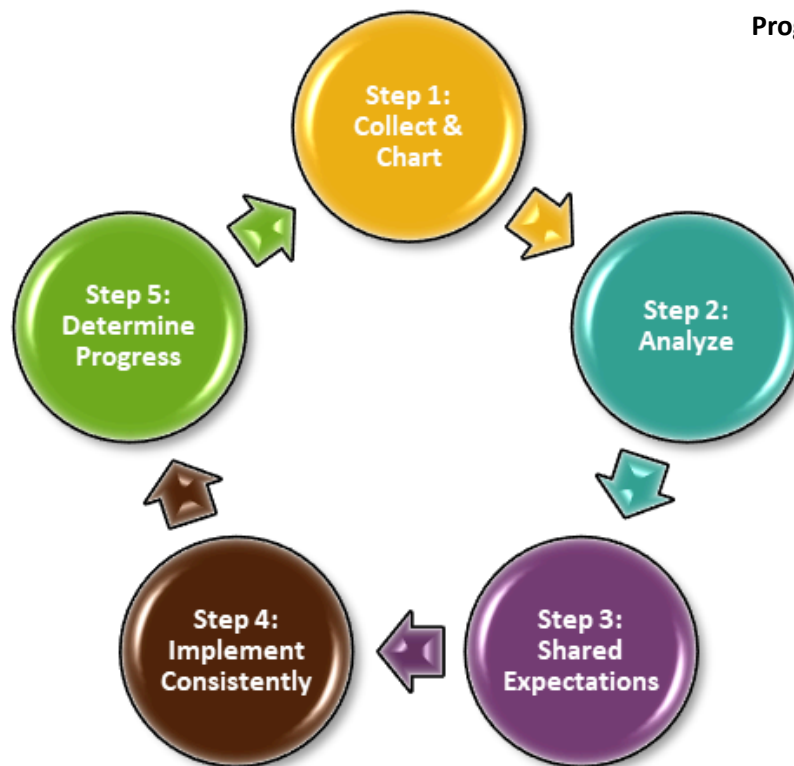 Prog
Step 1:
Collect &
Chart
Step 2:
Analyze
Step 3:
Shared
Expectations
Step 4:
Implement
Consistently
Step 5:
Determine
Progress